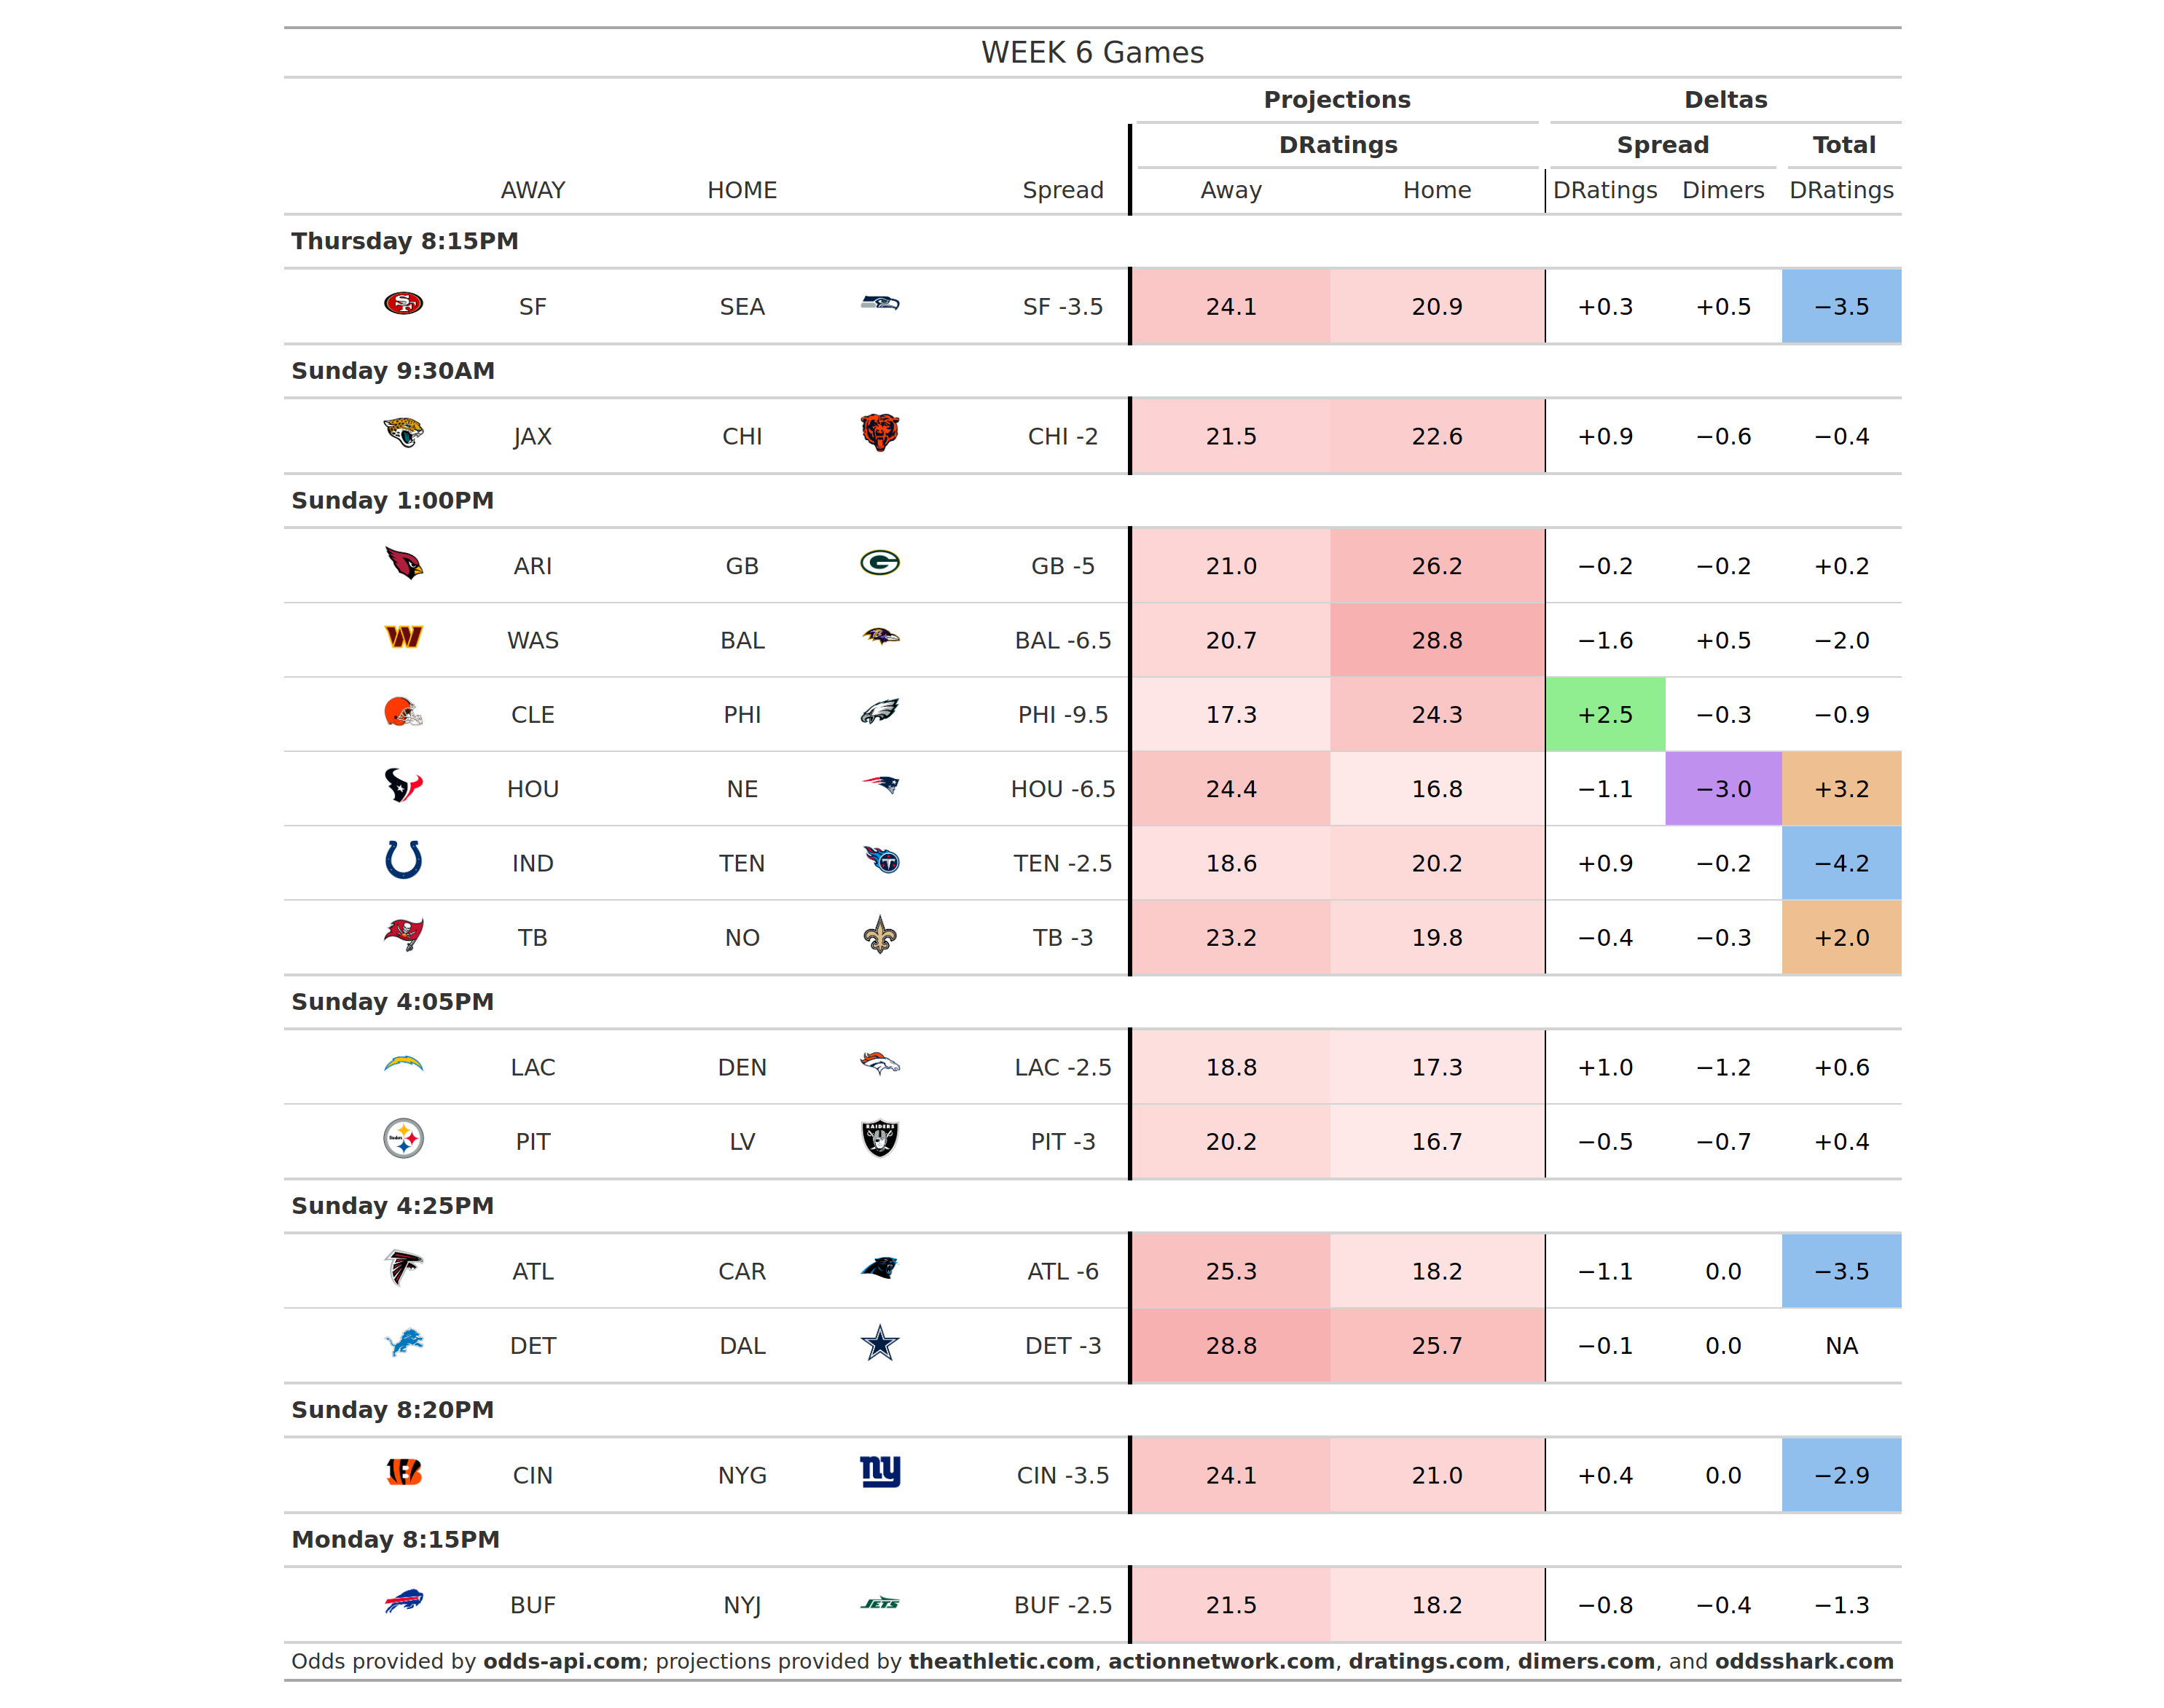 WEEK 6 Games
Projections Deltas
DRatings Spread Total
AWAY HOME Spread Away Home DRatings Dimers DRatings
Thursday 8:15PM
SF SEA SF -3.5 24.1 20.9 +0.3 +0.5 −3.5
Sunday 9:30AM
JAX CHI CHI -2 21.5 22.6 +0.9 −0.6 −0.4
Sunday 1:00PM
ARI GB GB -5 21.0 26.2 −0.2 −0.2 +0.2
WAS BAL BAL -6.5 20.7 28.8 −1.6 +0.5 −2.0
CLE PHI PHI -9.5 17.3 24.3 +2.5 −0.3 −0.9
HOU NE HOU -6.5 24.4 16.8 −1.1 −3.0 +3.2
IND TEN TEN -2.5 18.6 20.2 +0.9 −0.2 −4.2
TB NO TB -3 23.2 19.8 −0.4 −0.3 +2.0
Sunday 4:05PM
LAC DEN LAC -2.5 18.8 17.3 +1.0 −1.2 +0.6
PIT LV RAIDERS PIT -3 20.2 16.7 −0.5 −0.7 +0.4
Sunday 4:25PM
ATL CAR ATL -6 25.3 18.2 −1.1 0.0 −3.5
DET DAL DET -3 28.8 25.7 −0.1 0.0 NA
Sunday 8:20PM
CIN NYG ny CIN -3.5 24.1 21.0 +0.4 0.0 −2.9
Monday 8:15PM
BUF NYJ JETS BUF -2.5 21.5 18.2 −0.8 −0.4 −1.3
Odds provided by odds-api.com; projections provided by theathletic.com, actionnetwork.com, dratings.com, dimers.com, and oddsshark.com